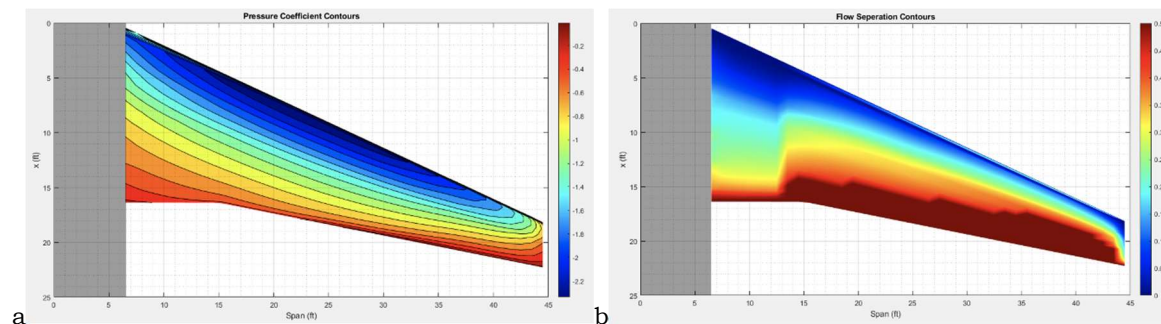 Pressure Coefficient Contours
0
5
10
15
20
25
x (ft)
0 5 10 15 20 25 30 35 40 45
Span (ft)
-0.2
-0.4
-0.6
-0.8
-1
-1.2
-1.4
-1.6
-1.8
-2
-2.2
a
Flow Seperation Contours
0
5
10
15
20
25
x (ft)
0 5 10 15 20 25 30 35 40 45
Span (ft)
0
b